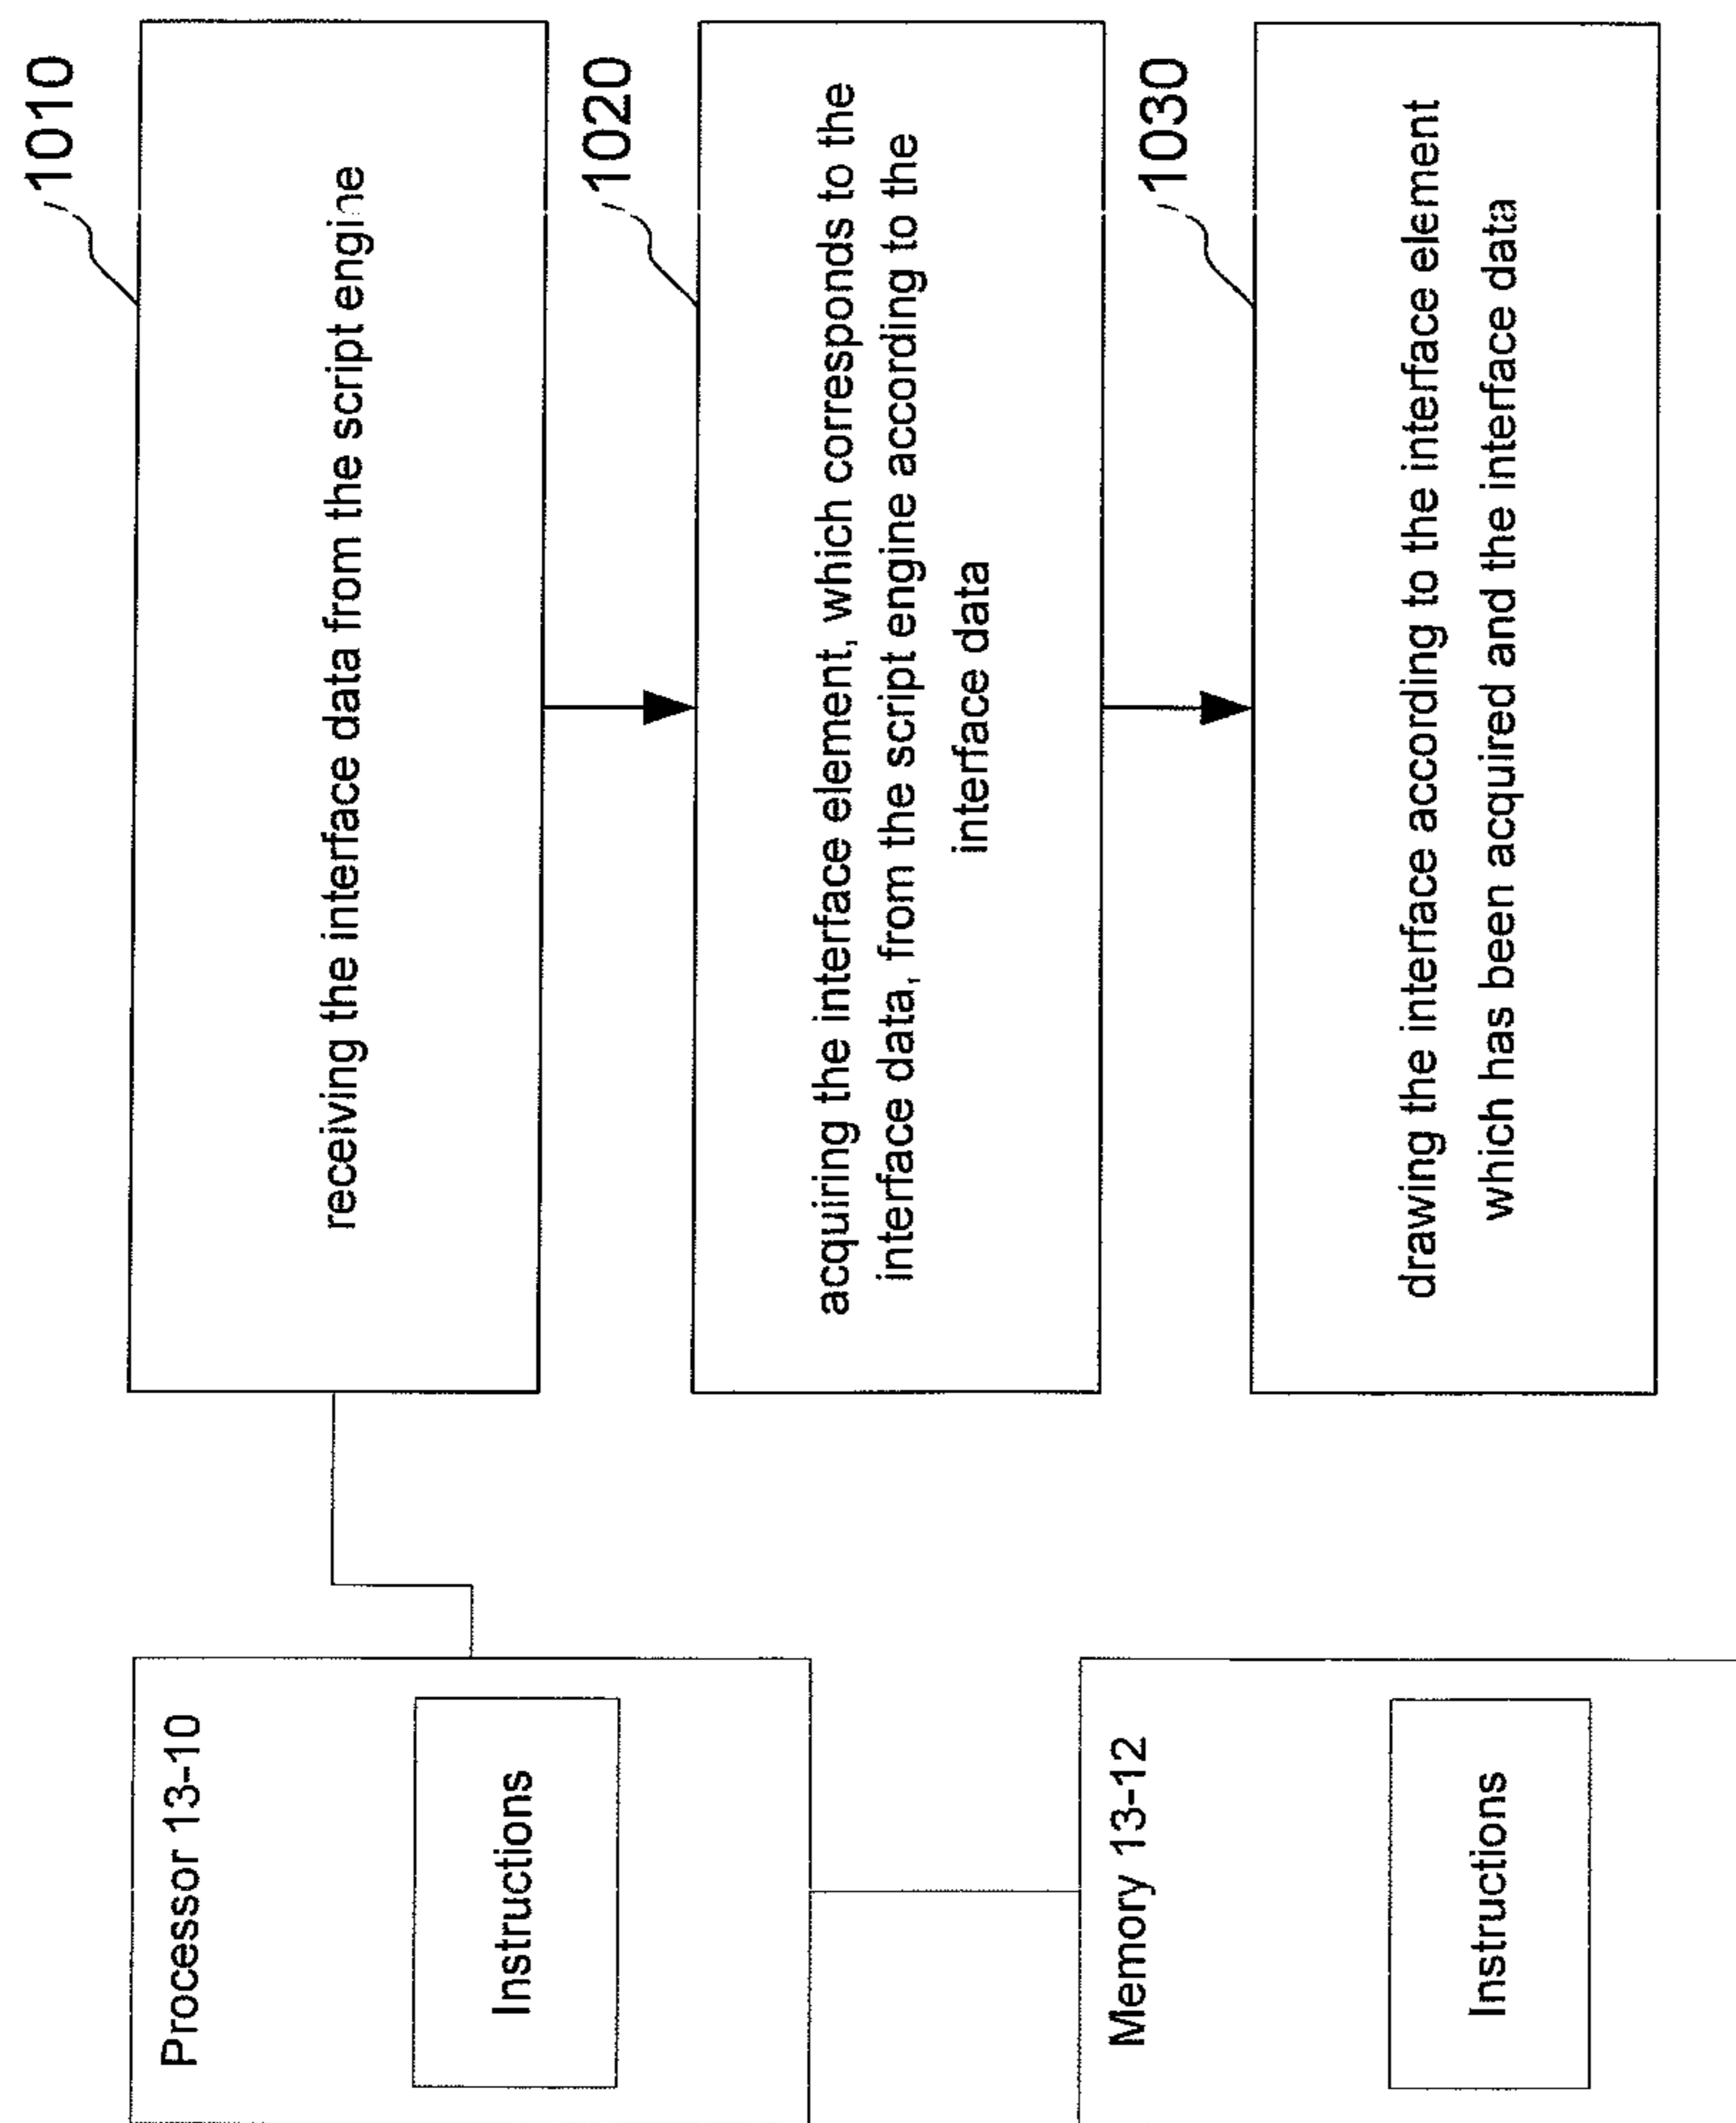 Processor 13-10
Instructions
Memory 13-12
Instructions
1010
receiving the interface data from the script engine
1020
acquiring the interface element, which corresponds to the
interface data, from the script engine according to the
interface data
1030
drawing the interface according to the interface element
which has been acquired and the interface data